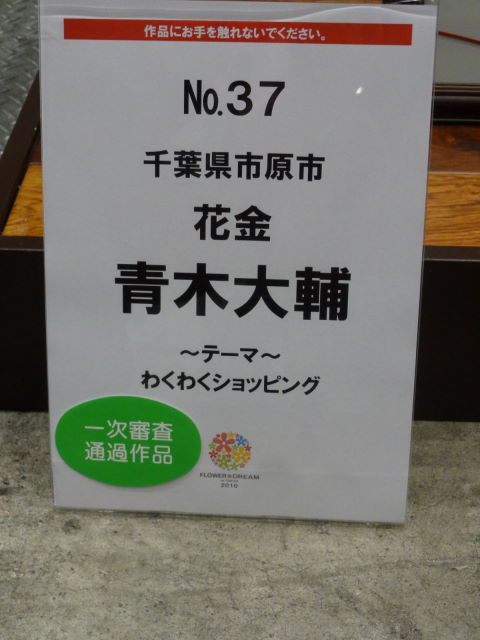 作品にお手を触れないでください。
No.37
千葉県市原市
花金
青木大輔
～テーマ～
わくわくショッピング
一次審査
通過作品
FLOWER DREAM
2016